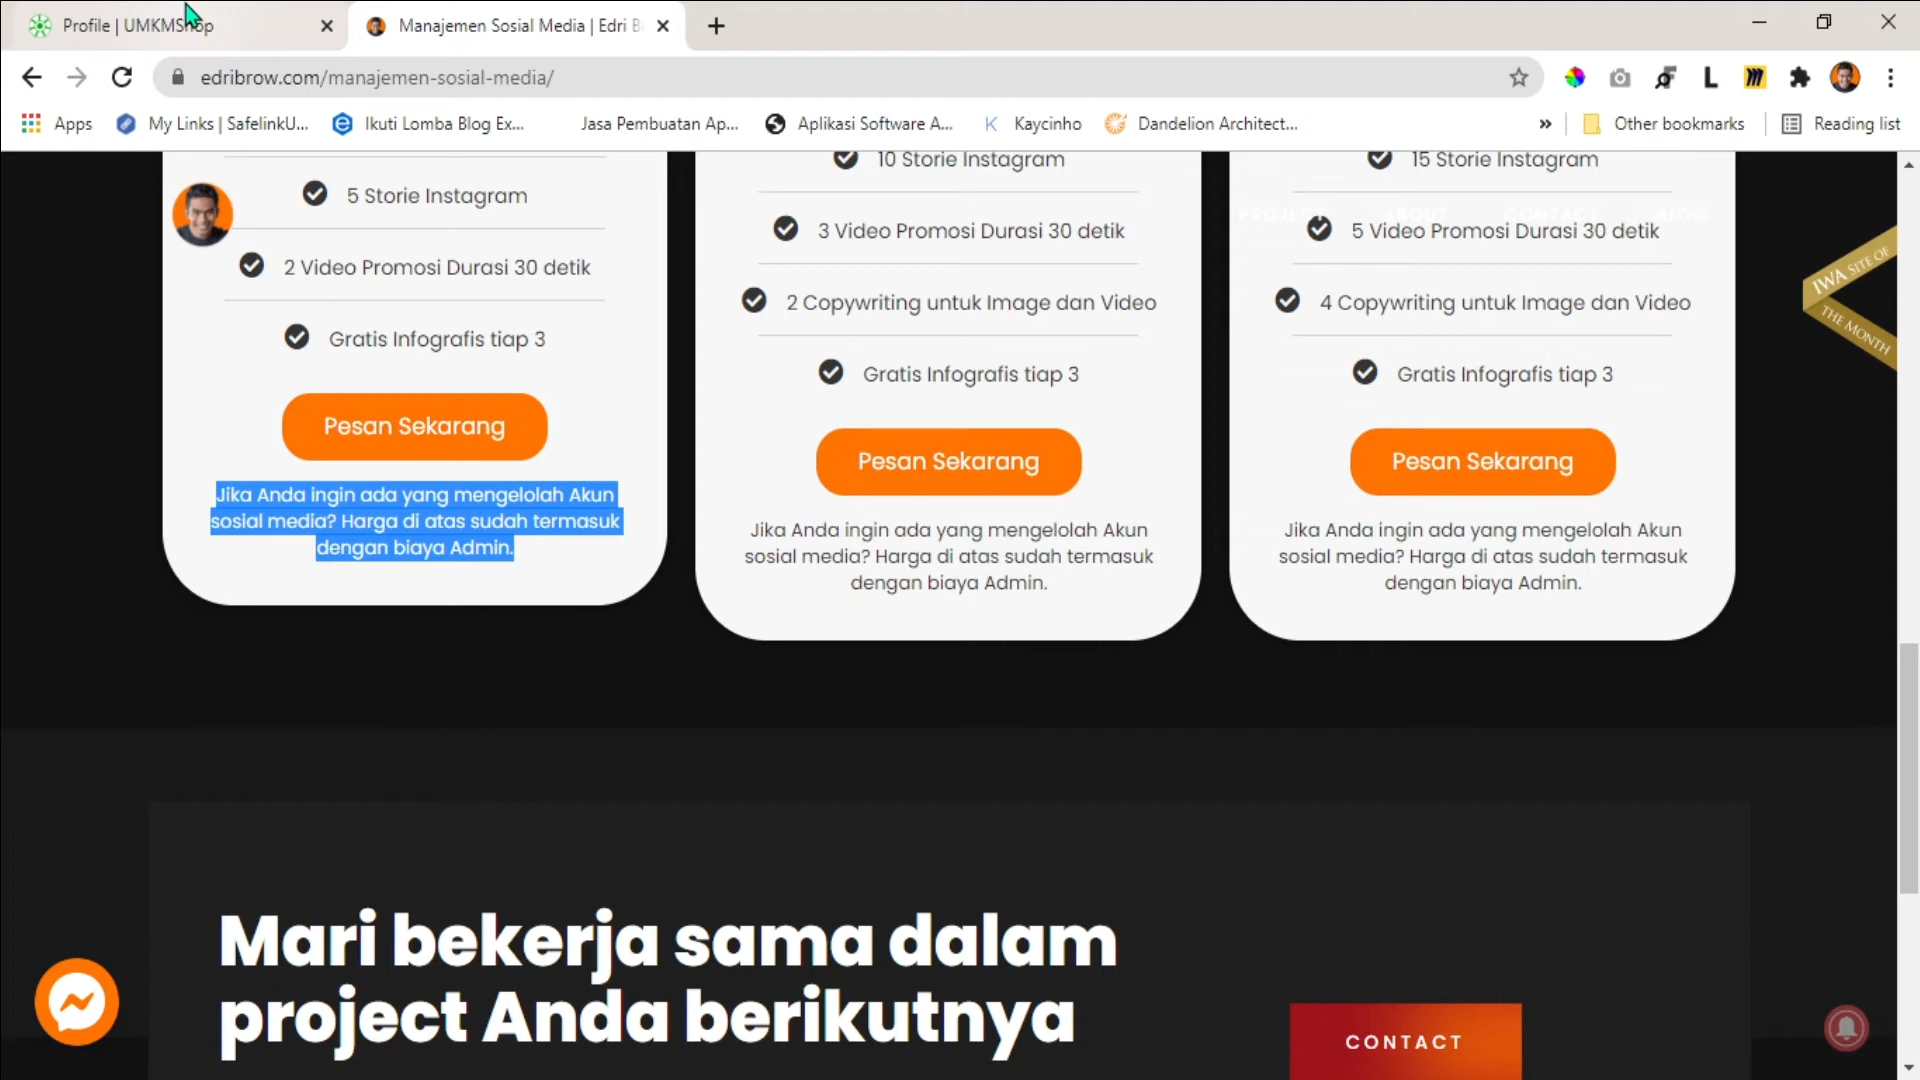 Profile | UMKMShop
Manajemen Sosial Media | Edri B
edribrow.com/manajemen-sosial-media/
Apps
My Links | SafelinkU...
Ikuti Lomba Blog Ex...
Jasa Pembuatan Ap...
Aplikasi Software A...
Kaycinho
Dandelion Architect...
»
Other bookmarks
Reading list
5 Storie Instagram
2 Video Promosi Durasi 30 detik
Gratis Infografis tiap 3
Pesan Sekarang
Jika Anda ingin ada yang mengelolah Akun
sosial media? Harga di atas sudah termasuk
dengan biaya Admin.
10 Storie Instagram
3 Video Promosi Durasi 30 detik
2 Copywriting untuk Image dan Video
Gratis Infografis tiap 3
Pesan Sekarang
Jika Anda ingin ada yang mengelolah Akun
sosial media? Harga di atas sudah termasuk
dengan biaya Admin.
15 Storie Instagram
PROJECT ABOUT CONTACT BLOG
5 Video Promosi Durasi 30 detik
4 Copywriting untuk Image dan Video
Gratis Infografis tiap 3
Pesan Sekarang
Jika Anda ingin ada yang mengelolah Akun
sosial media? Harga di atas sudah termasuk
dengan biaya Admin.
IWA SITE OF
THE MONTH
Mari bekerja sama dalam
project Anda berikutnya
CONTACT